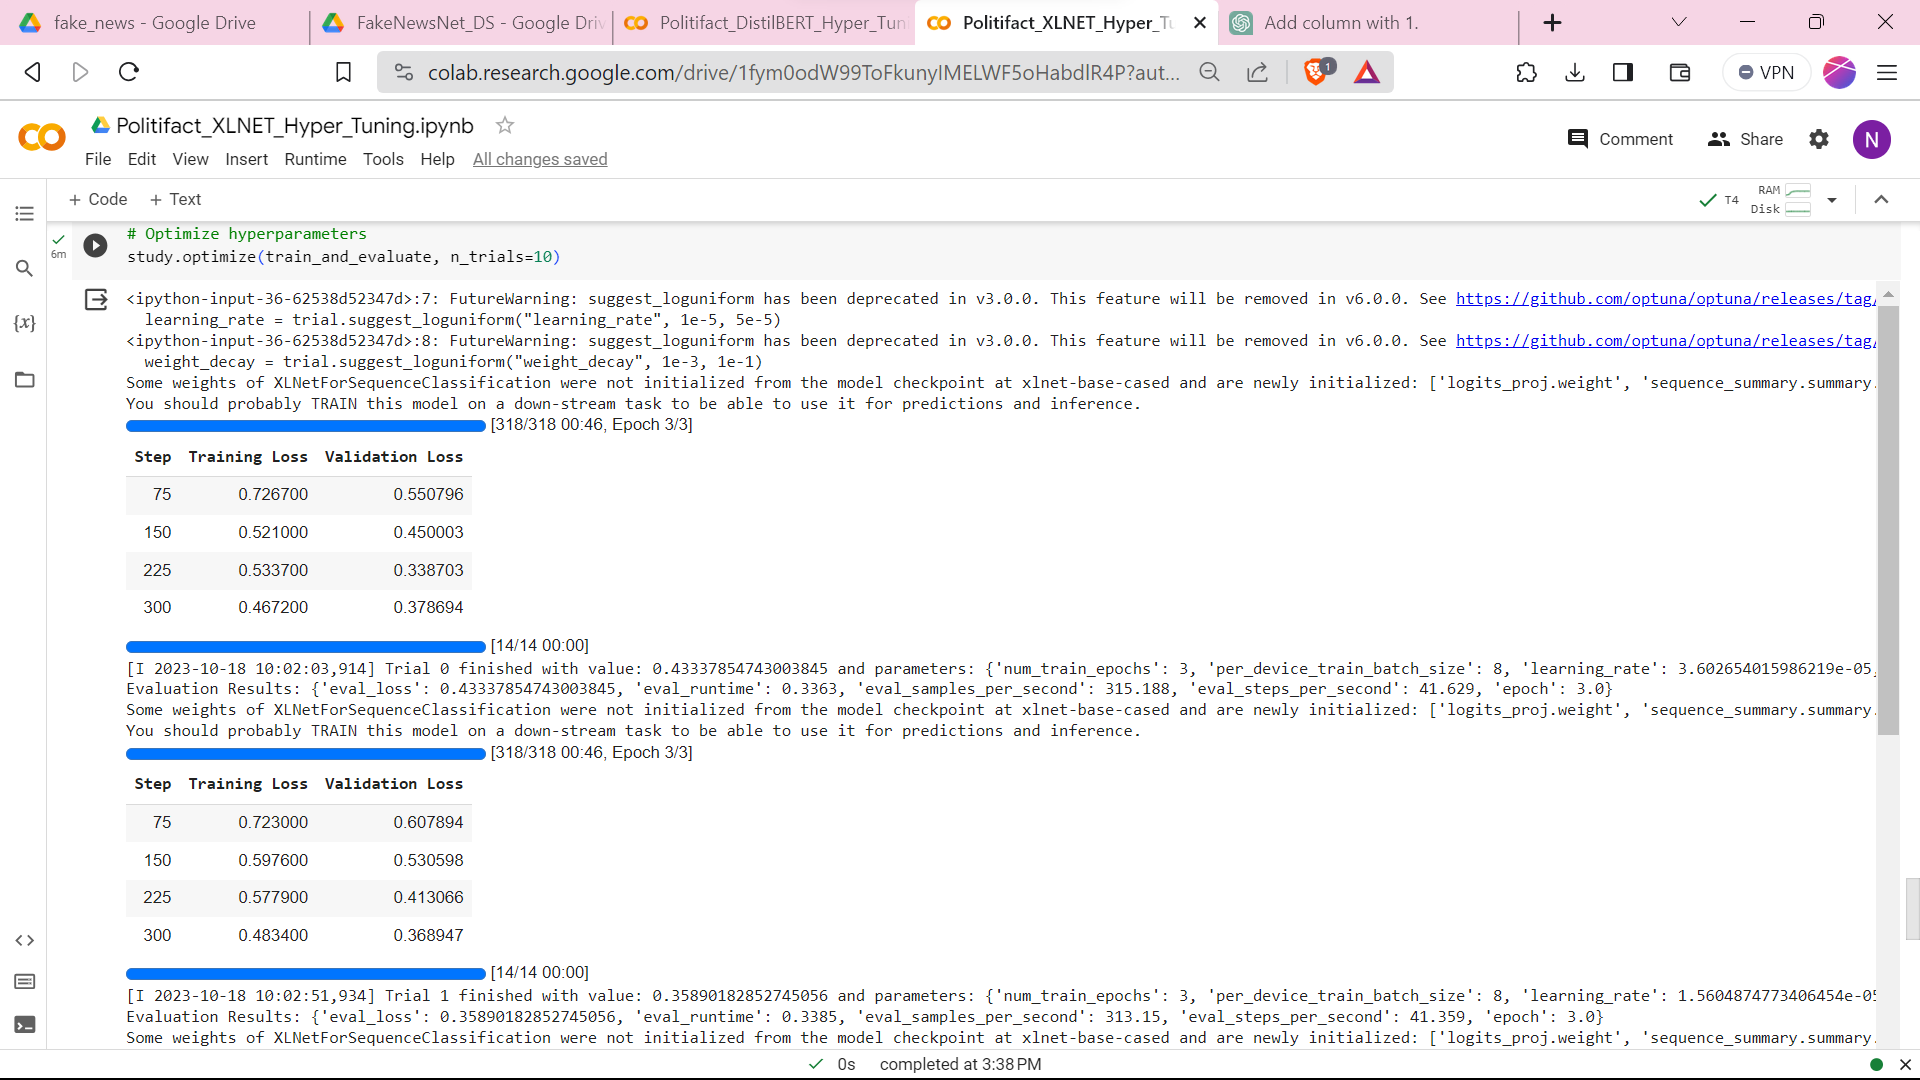 fake_news - Google Drive
FakeNewsNet_DS - Google Driv
Politifact_DistilBERT_Hyper_Tun
Politifact_XLNET_Hyper_Tu
Add column with 1.
colab.research.google.com/drive/1fym0odW99ToFkunyIMELWF5oHabdlR4P?aut...
1
VPN
Politifact_XLNET_Hyper_Tuning.ipynb
Comment
Share
N
File Edit View Insert Runtime Tools Help All changes saved
+ Code + Text
T4
RAM
Disk
6m
# Optimize hyperparameters
study.optimize(train_and_evaluate, n_trials=10)
{x}
<ipython-input-36-62538d52347d>:7: FutureWarning: suggest_loguniform has been deprecated in v3.0.0. This feature will be removed in v6.0.0. See https://github.com/optuna/optuna/releases/tag/
learning_rate = trial.suggest_loguniform("learning_rate", 1e-5, 5e-5)
<ipython-input-36-62538d52347d>:8: FutureWarning: suggest_loguniform has been deprecated in v3.0.0. This feature will be removed in v6.0.0. See https://github.com/optuna/optuna/releases/tag/
weight_decay = trial.suggest_loguniform("weight_decay", 1e-3, 1e-1)
Some weights of XLNetForSequenceClassification were not initialized from the model checkpoint at xlnet-base-cased and are newly initialized: ['logits_proj.weight', 'sequence_summary.summary.
You should probably TRAIN this model on a down-stream task to be able to use it for predictions and inference.
[318/318 00:46, Epoch 3/3]
Step Training Loss Validation Loss
75 0.726700 0.550796
150 0.521000 0.450003
225 0.533700 0.338703
300 0.467200 0.378694
[14/14 00:00]
[I 2023-10-18 10:02:03,914] Trial 0 finished with value: 0.43337854743003845 and parameters: {'num_train_epochs': 3, 'per_device_train_batch_size': 8, 'learning_rate': 3.602654015986219e-05,
Evaluation Results: {'eval_loss': 0.43337854743003845, 'eval_runtime': 0.3363, 'eval_samples_per_second': 315.188, 'eval_steps_per_second': 41.629, 'epoch': 3.0}
Some weights of XLNetForSequenceClassification were not initialized from the model checkpoint at xlnet-base-cased and are newly initialized: ['logits_proj.weight', 'sequence_summary.summary.
You should probably TRAIN this model on a down-stream task to be able to use it for predictions and inference.
[318/318 00:46, Epoch 3/3]
Step Training Loss Validation Loss
75 0.723000 0.607894
150 0.597600 0.530598
225 0.577900 0.413066
300 0.483400 0.368947
[14/14 00:00]
[I 2023-10-18 10:02:51,934] Trial 1 finished with value: 0.35890182852745056 and parameters: {'num_train_epochs': 3, 'per_device_train_batch_size': 8, 'learning_rate': 1.5604874773406454e-05
Evaluation Results: {'eval_loss': 0.35890182852745056, 'eval_runtime': 0.3385, 'eval_samples_per_second': 313.15, 'eval_steps_per_second': 41.359, 'epoch': 3.0}
Some weights of XLNetForSequenceClassification were not initialized from the model checkpoint at xlnet-base-cased and are newly initialized: ['logits_proj.weight', 'sequence_summary.summary.
0s completed at 3:38 PM